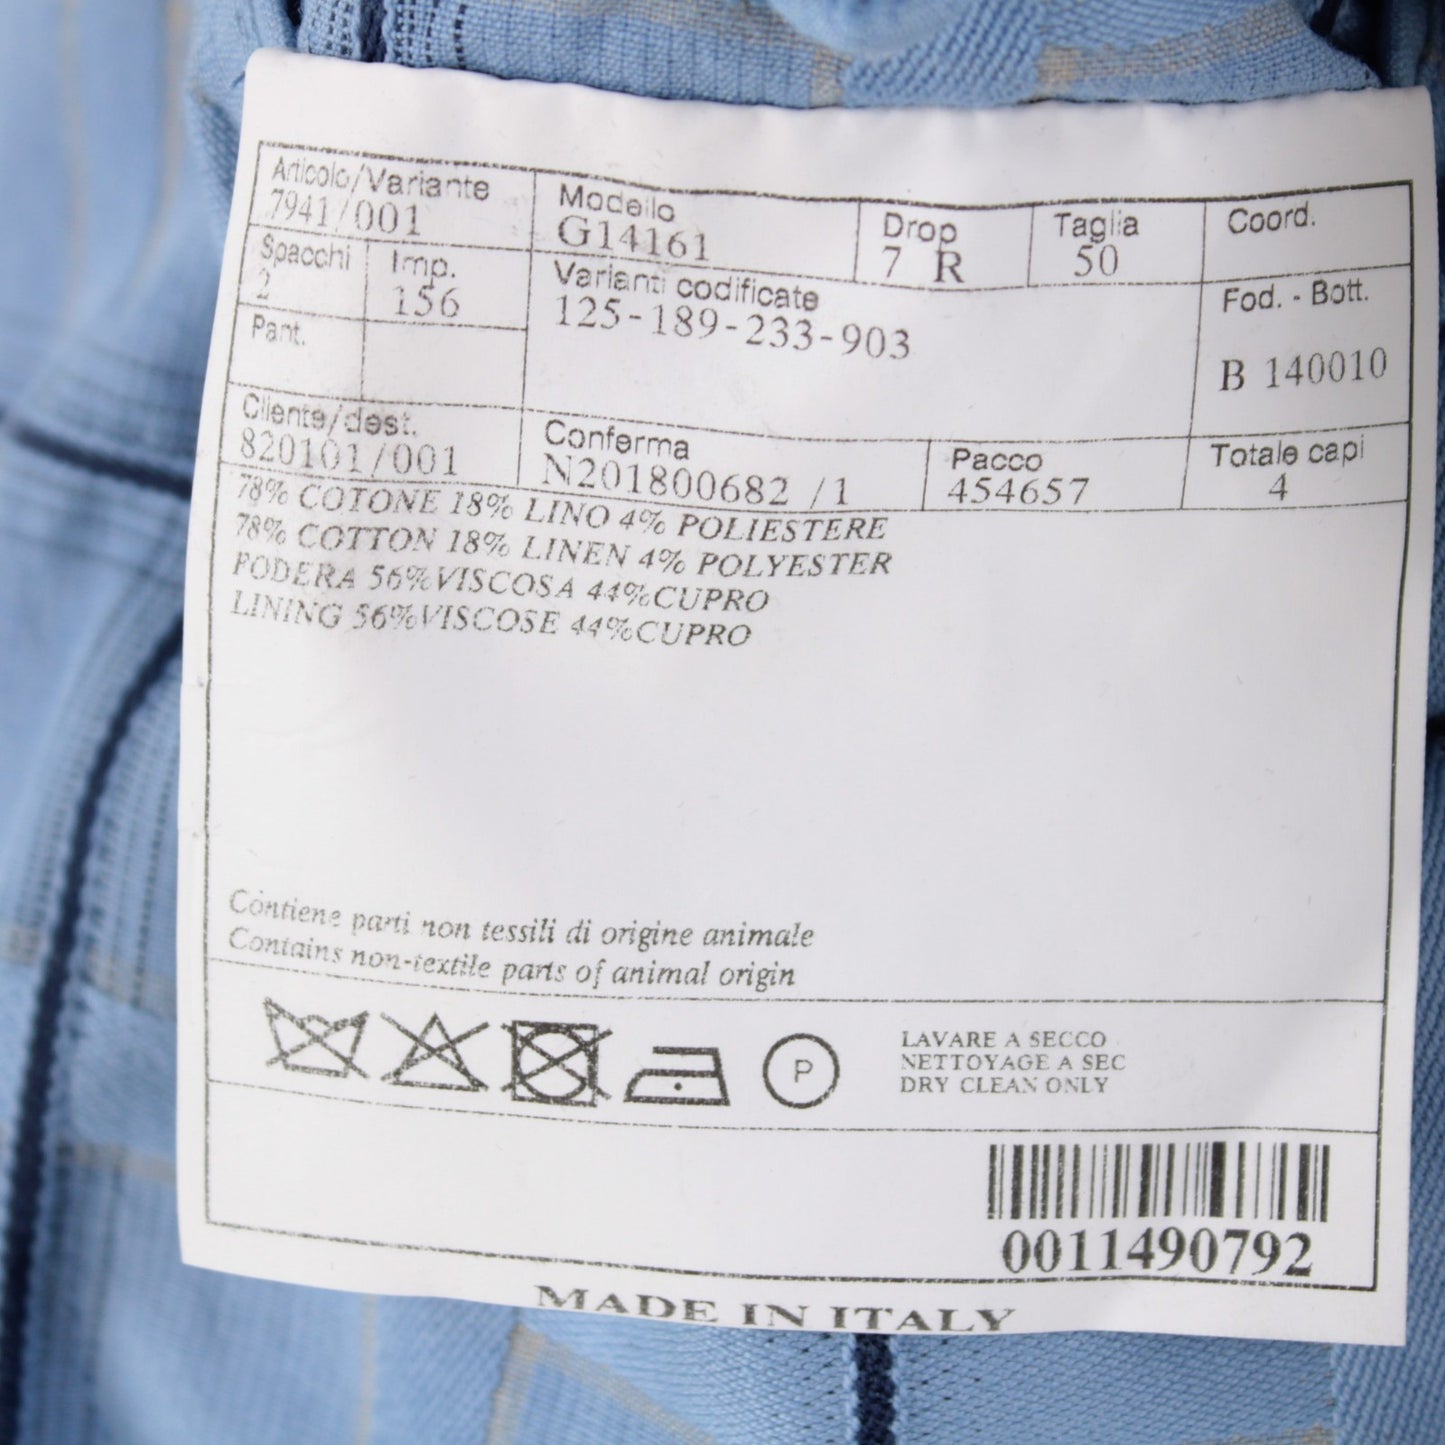 Articolo/Variante
7941/001
Modello
G14161
Drop
7 R
Taglia
50
Coord.
Spacchi
2
Imp.
156
Varianti codificate
125-189-233-903
Fod. - Bott.
B 140010
Pant.
Cliente/dest.
820101/001
Conferma
N201800682 /1
Pacco
454657
Totale capi
4
78% COTONE 18% LINO 4% POLIESTERE
78% COTTON 18% LINEN 4% POLYESTER
FODERA 56%VISCOSA 44%CUPRO
LINING 56%VISCOSE 44%CUPRO
Contiene parti non tessili di origine animale
Contains non-textile parts of animal origin
P
LAVARE A SECCO
NETTOYAGE A SEC
DRY CLEAN ONLY
0011490792
MADE IN ITALY